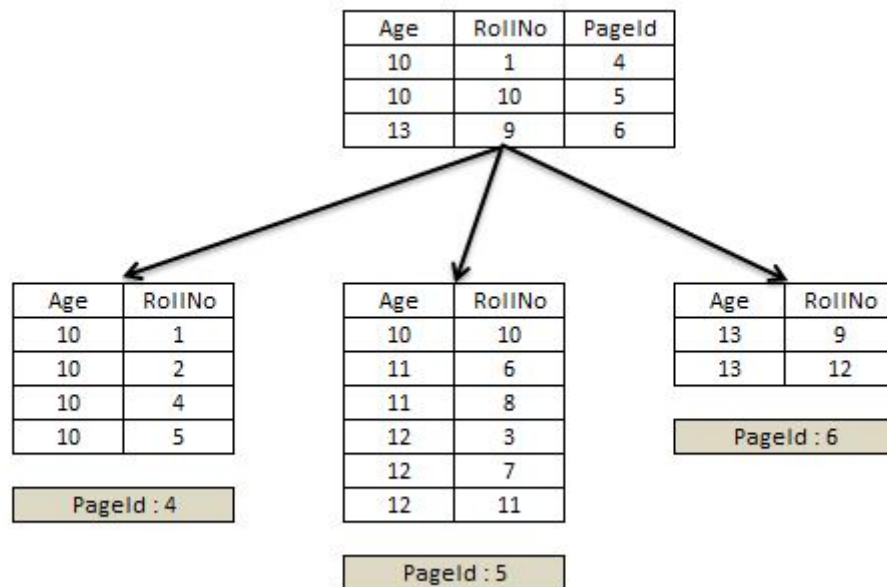 Age RollNo PageId
10 1 4
10 10 5
13 9 6
Age RollNo
10 1
10 2
10 4
10 5
PageId : 4
Age RollNo
10 10
11 6
11 8
12 3
12 7
12 11
PageId : 5
Age RollNo
13 9
13 12
PageId : 6